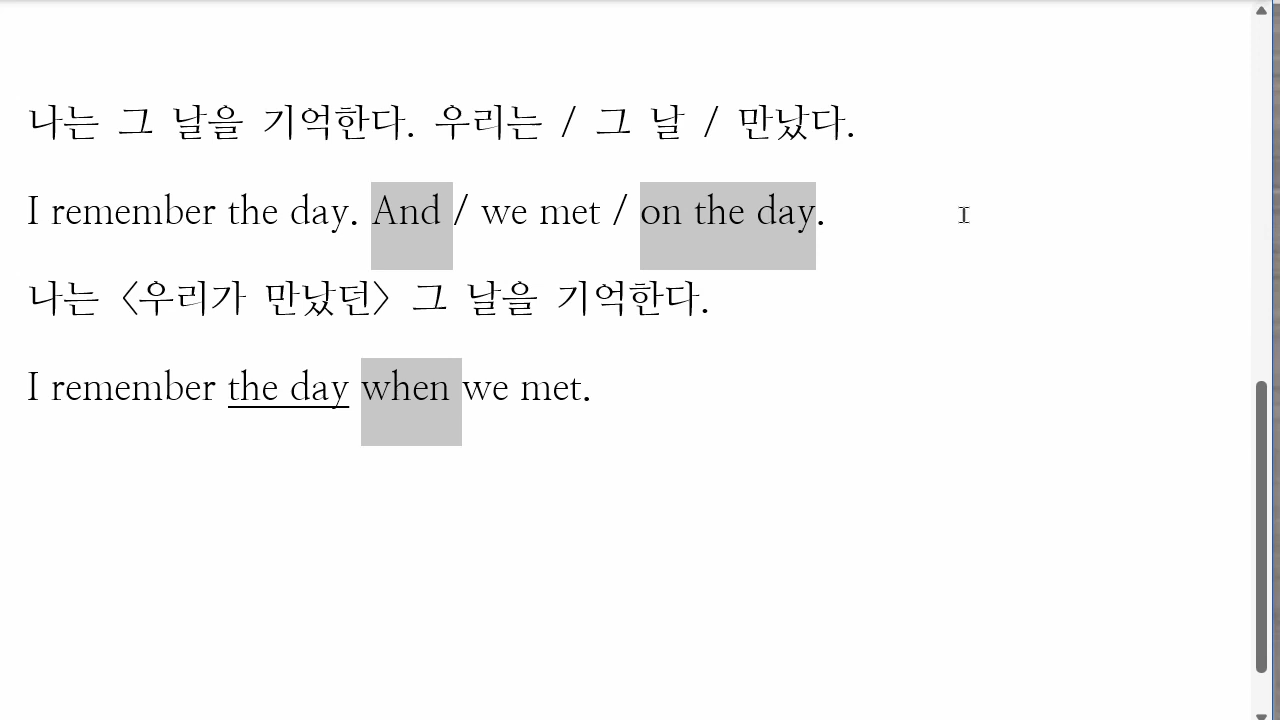 나는 그 날을 기억한다. 우리는 / 그 날 / 만났다.
I remember the day. And / we met / on the day.
나는 〈우리가 만났던〉 그 날을 기억한다.
I remember the day when we met.